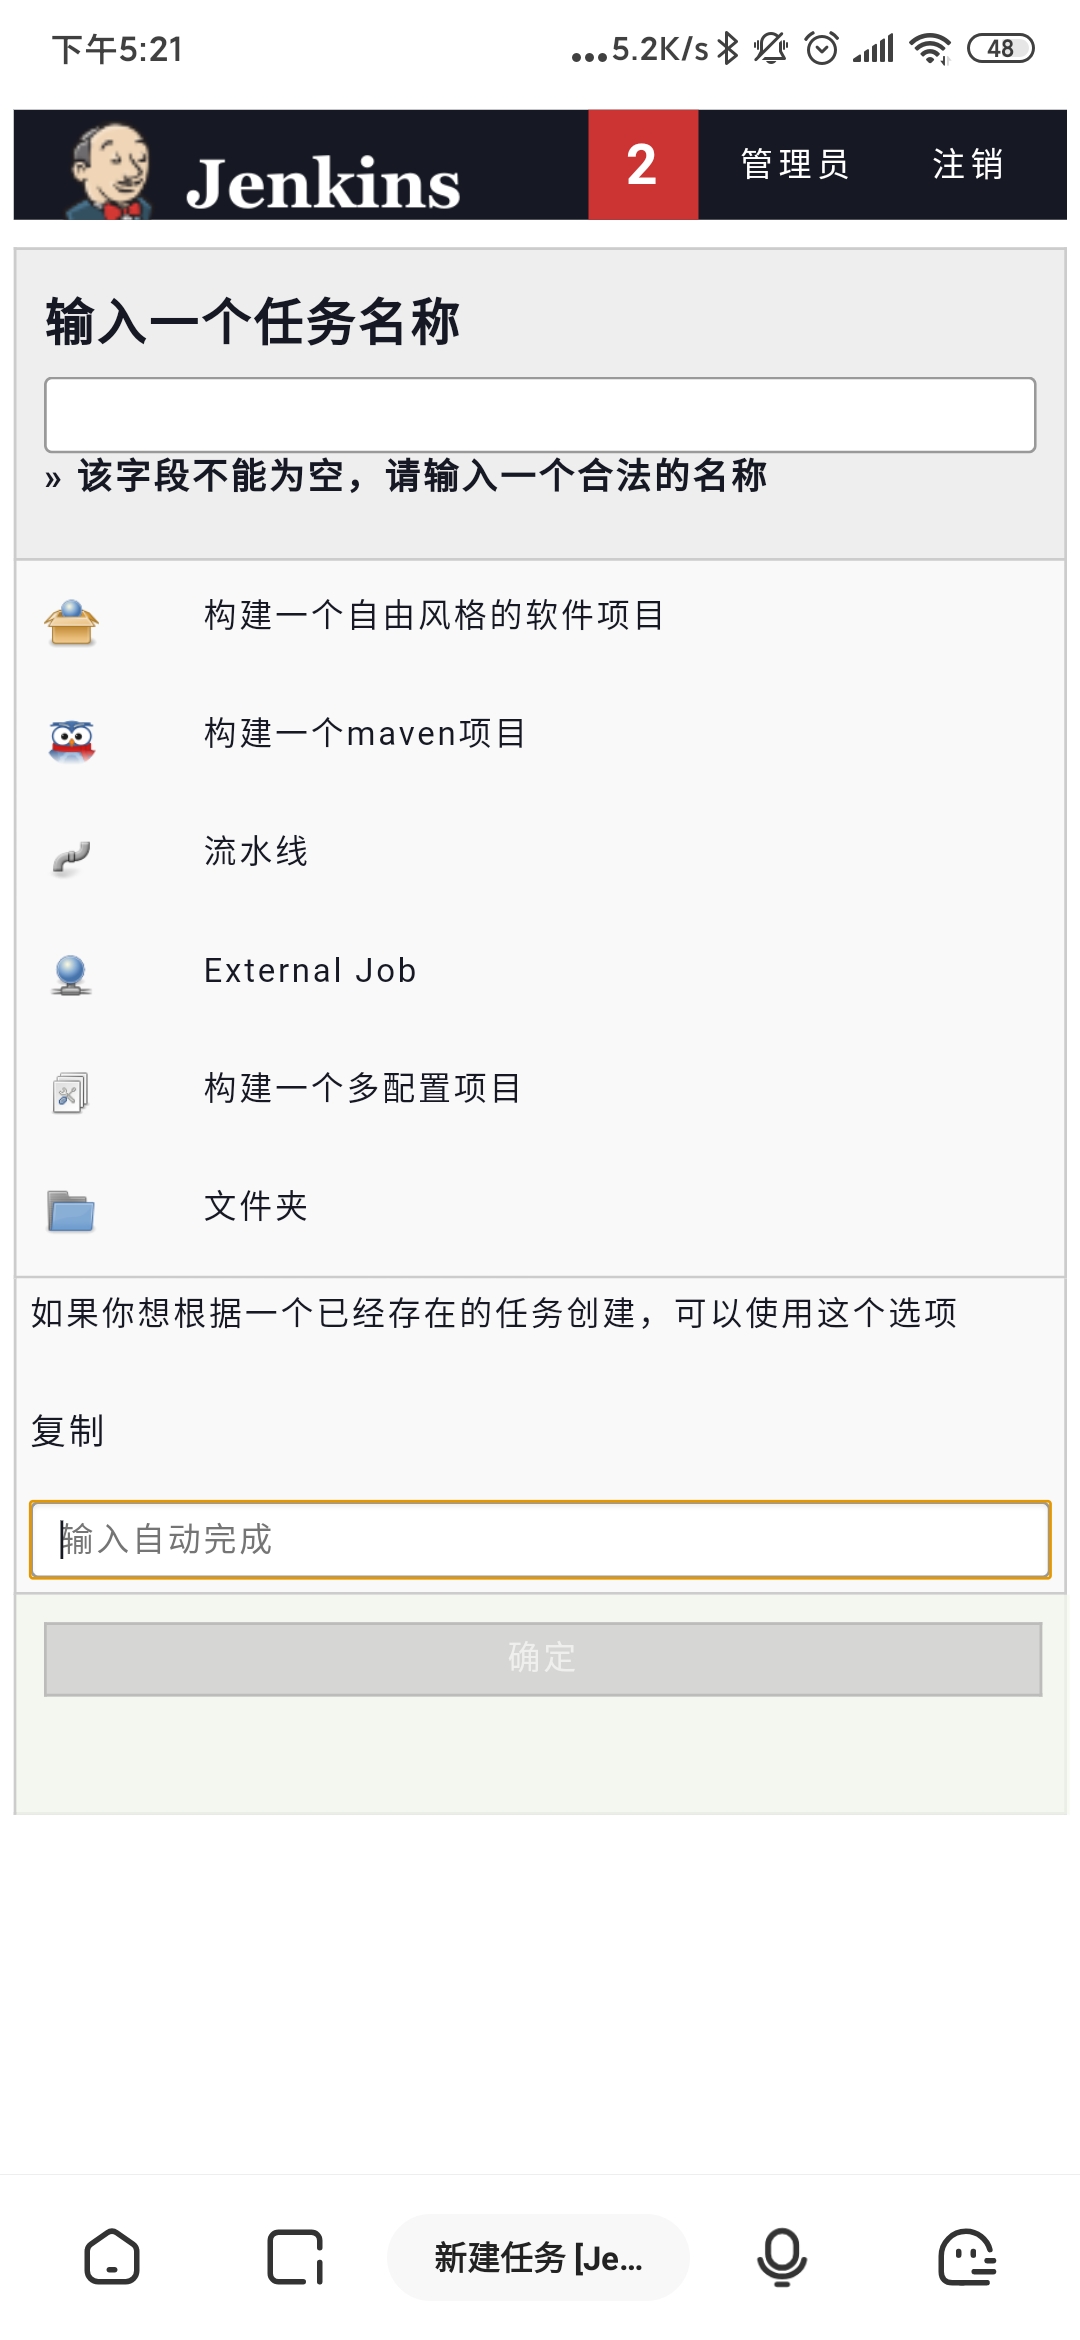 下午5:21
...5.2K/s
48
Jenkins
2
管理员
注销
输入一个任务名称
» 该字段不能为空，请输入一个合法的名称
构建一个自由风格的软件项目
构建一个maven项目
流水线
External Job
构建一个多配置项目
文件夹
如果你想根据一个已经存在的任务创建，可以使用这个选项
复制
输入自动完成
确定
新建任务 [Je...